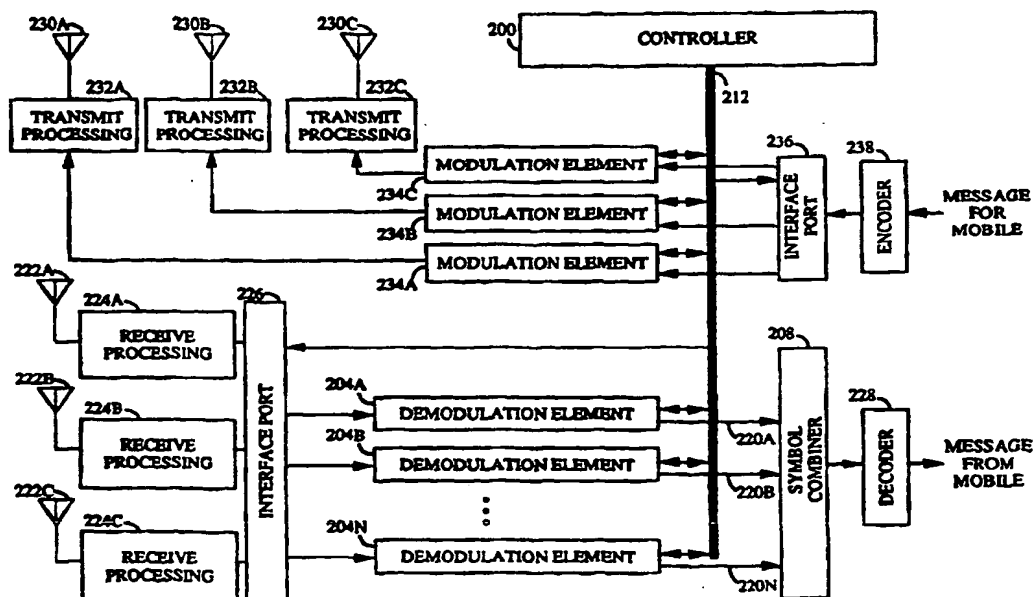 230A
230B
230C
200
CONTROLLER
212
232A
232B
232C
TRANSMIT
PROCESSING
TRANSMIT
PROCESSING
TRANSMIT
PROCESSING
MODULATION ELEMENT
234C
MODULATION ELEMENT
234B
MODULATION ELEMENT
234A
236
INTERFACE
PORT
238
ENCODER
MESSAGE
FOR
MOBILE
222A
224A
RECEIVE
PROCESSING
222B
224B
RECEIVE
PROCESSING
222C
224C
RECEIVE
PROCESSING
226
INTERFACE PORT
204A
DEMODULATION ELEMENT
220A
204B
DEMODULATION ELEMENT
220B
204N
DEMODULATION ELEMENT
220N
208
SYMBOL
COMBINER
228
DECODER
MESSAGE
FROM
MOBILE